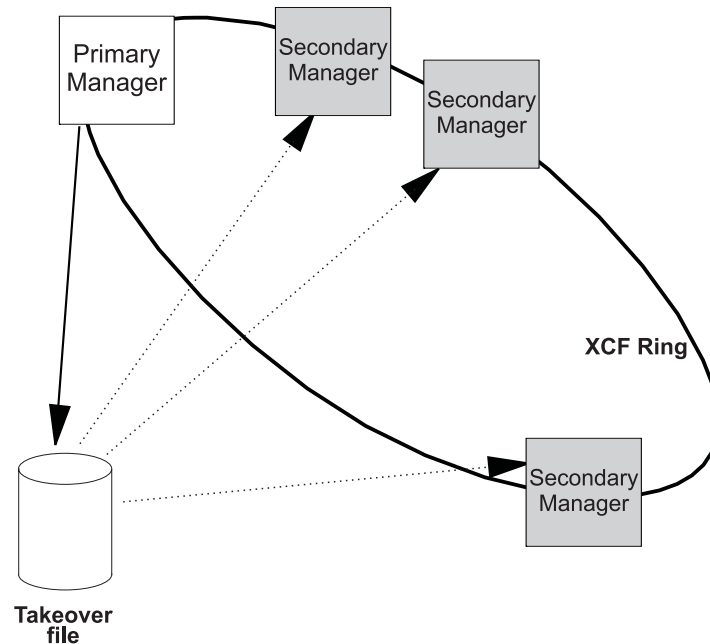 Primary
Manager
Secondary
Manager
Secondary
Manager
XCF Ring
Secondary
Manager
Takeover
file